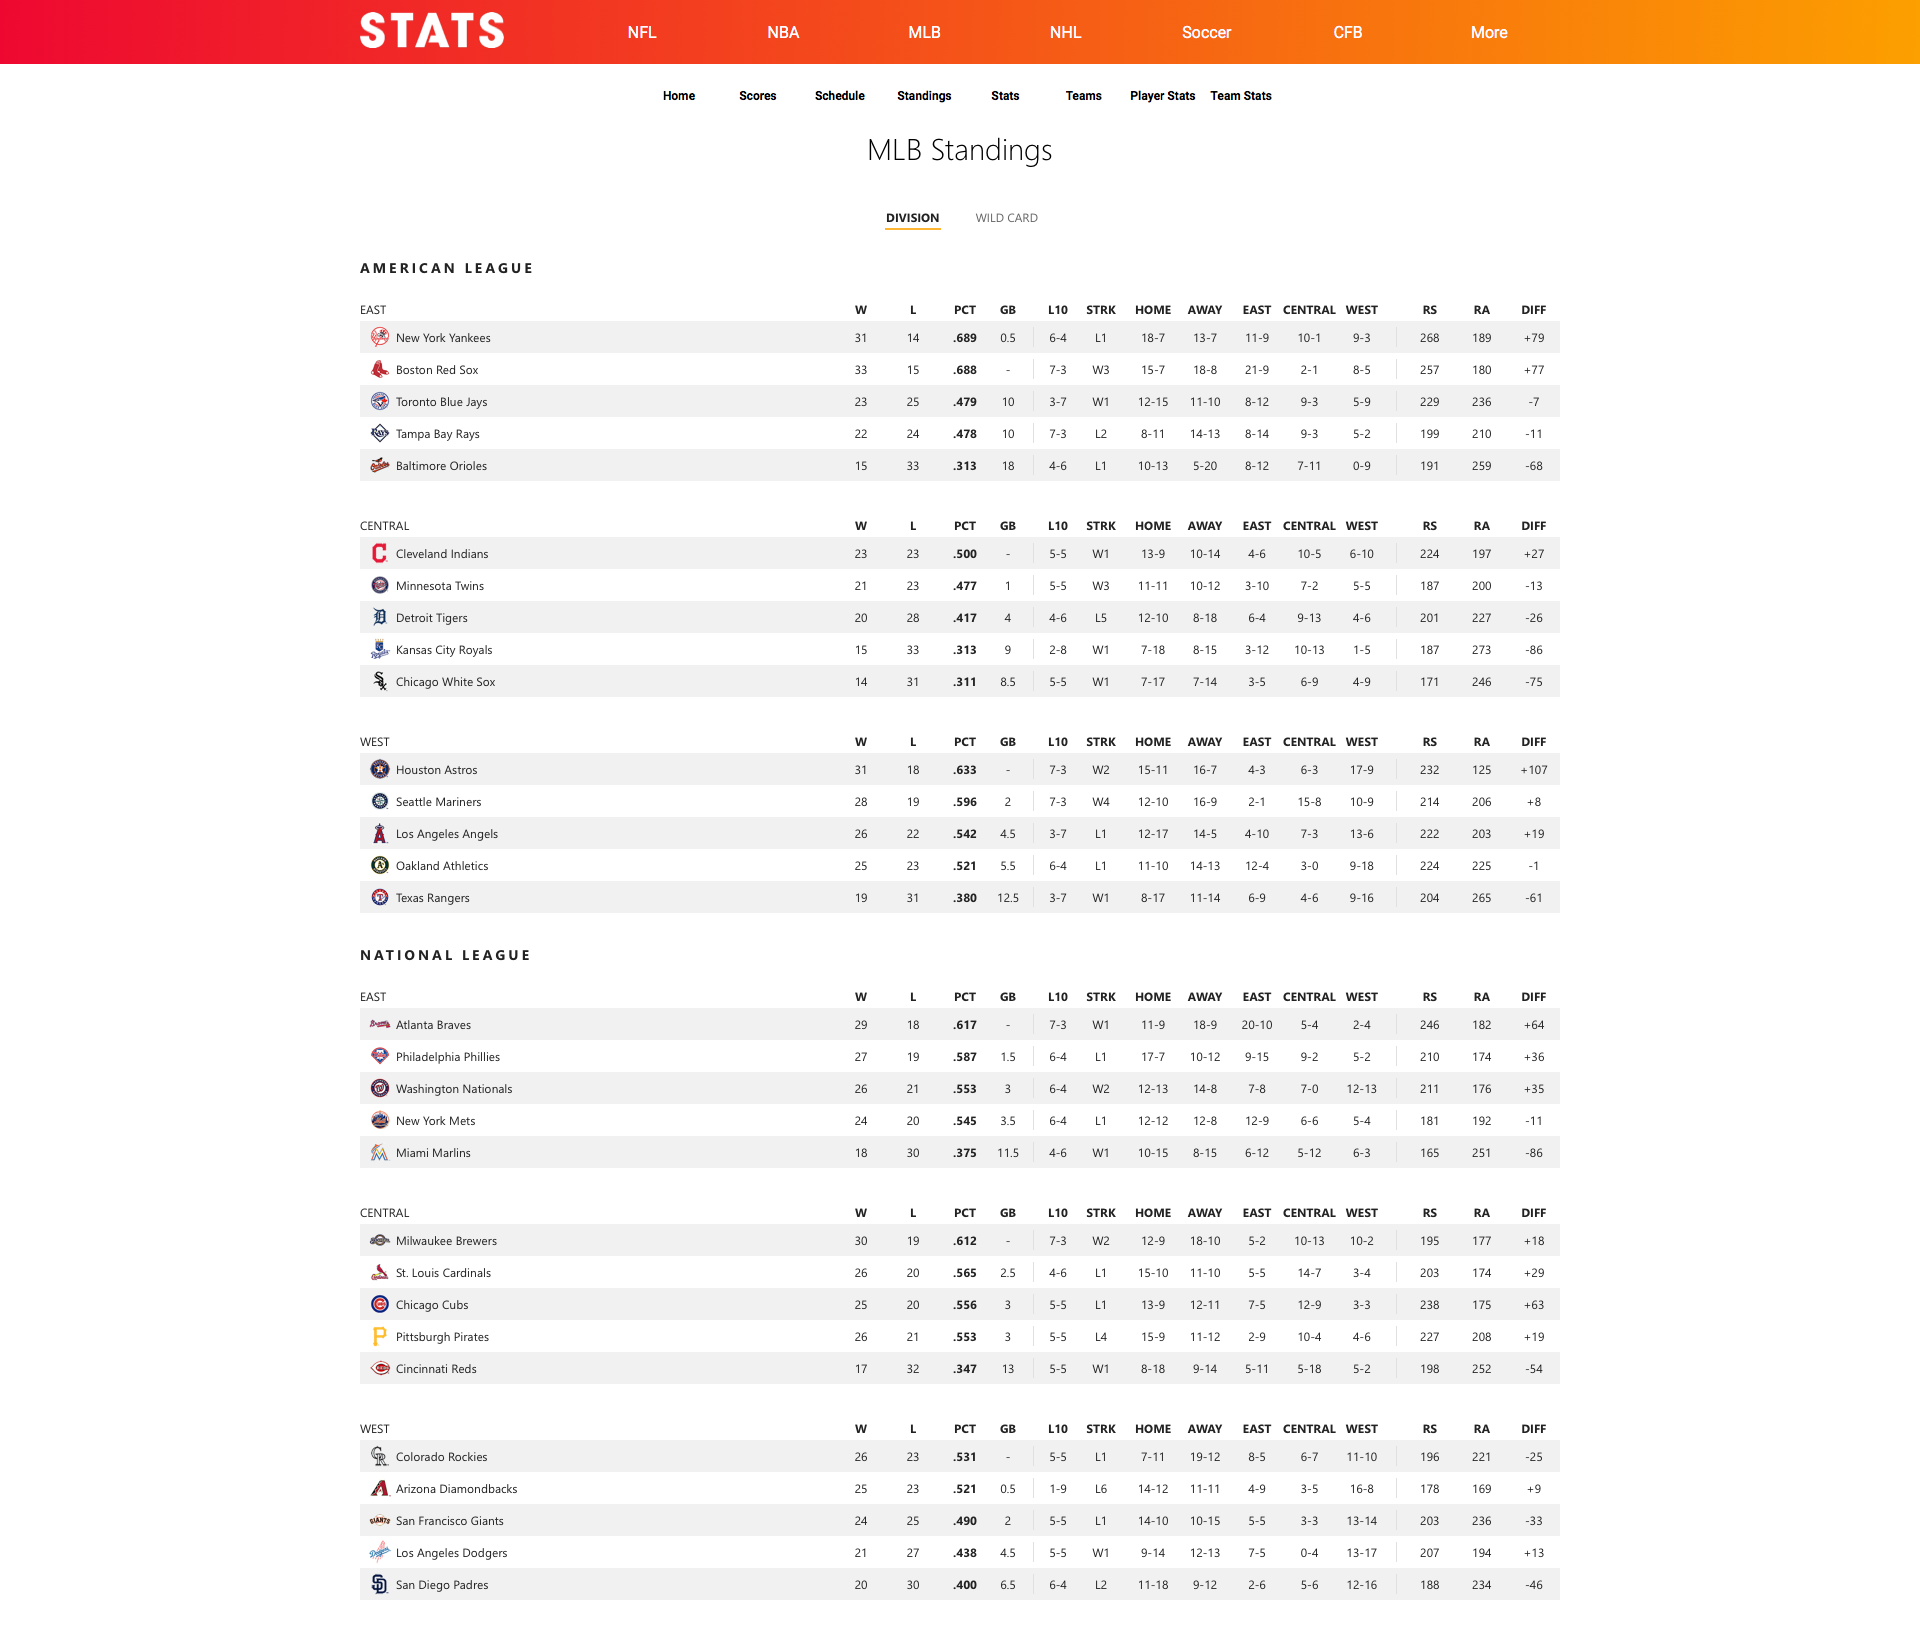 STATS NFL NBA MLB NHL Soccer CFB More
Home Scores Schedule Standings Stats Teams Player Stats Team Stats
MLB Standings
DIVISION WILD CARD
AMERICAN LEAGUE
EAST W L PCT GB L10 STRK HOME AWAY EAST CENTRAL WEST RS RA DIFF
New York Yankees 31 14 .689 0.5 6-4 L1 18-7 13-7 11-9 10-1 9-3 268 189 +79
Boston Red Sox 33 15 .688 - 7-3 W3 15-7 18-8 21-9 2-1 8-5 257 180 +77
Toronto Blue Jays 23 25 .479 10 3-7 W1 12-15 11-10 8-12 9-3 5-9 229 236 -7
Tampa Bay Rays 22 24 .478 10 7-3 L2 8-11 14-13 8-14 9-3 5-2 199 210 -11
Baltimore Orioles 15 33 .313 18 4-6 L1 10-13 5-20 8-12 7-11 0-9 191 259 -68
CENTRAL W L PCT GB L10 STRK HOME AWAY EAST CENTRAL WEST RS RA DIFF
Cleveland Indians 23 23 .500 - 5-5 W1 13-9 10-14 4-6 10-5 6-10 224 197 +27
Minnesota Twins 21 23 .477 1 5-5 W3 11-11 10-12 3-10 7-2 5-5 187 200 -13
Detroit Tigers 20 28 .417 4 4-6 L5 12-10 8-18 6-4 9-13 4-6 201 227 -26
Kansas City Royals 15 33 .313 9 2-8 W1 7-18 8-15 3-12 10-13 1-5 187 273 -86
Chicago White Sox 14 31 .311 8.5 5-5 W1 7-17 7-14 3-5 6-9 4-9 171 246 -75
WEST W L PCT GB L10 STRK HOME AWAY EAST CENTRAL WEST RS RA DIFF
Houston Astros 31 18 .633 - 7-3 W2 15-11 16-7 4-3 6-3 17-9 232 125 +107
Seattle Mariners 28 19 .596 2 7-3 W4 12-10 16-9 2-1 15-8 10-9 214 206 +8
Los Angeles Angels 26 22 .542 4.5 3-7 L1 12-17 14-5 4-10 7-3 13-6 222 203 +19
Oakland Athletics 25 23 .521 5.5 6-4 L1 11-10 14-13 12-4 3-0 9-18 224 225 -1
Texas Rangers 19 31 .380 12.5 3-7 W1 8-17 11-14 6-9 4-6 9-16 204 265 -61
NATIONAL LEAGUE
EAST W L PCT GB L10 STRK HOME AWAY EAST CENTRAL WEST RS RA DIFF
Atlanta Braves 29 18 .617 - 7-3 W1 11-9 18-9 20-10 5-4 2-4 246 182 +64
Philadelphia Phillies 27 19 .587 1.5 6-4 L1 17-7 10-12 9-15 9-2 5-2 210 174 +36
Washington Nationals 26 21 .553 3 6-4 W2 12-13 14-8 7-8 7-0 12-13 211 176 +35
New York Mets 24 20 .545 3.5 6-4 L1 12-12 12-8 12-9 6-6 5-4 181 192 -11
Miami Marlins 18 30 .375 11.5 4-6 W1 10-15 8-15 6-12 5-12 6-3 165 251 -86
CENTRAL W L PCT GB L10 STRK HOME AWAY EAST CENTRAL WEST RS RA DIFF
Milwaukee Brewers 30 19 .612 - 7-3 W2 12-9 18-10 5-2 10-13 10-2 195 177 +18
St. Louis Cardinals 26 20 .565 2.5 4-6 L1 15-10 11-10 5-5 14-7 3-4 203 174 +29
Chicago Cubs 25 20 .556 3 5-5 L1 13-9 12-11 7-5 12-9 3-3 238 175 +63
Pittsburgh Pirates 26 21 .553 3 5-5 L4 15-9 11-12 2-9 10-4 4-6 227 208 +19
Cincinnati Reds 17 32 .347 13 5-5 W1 8-18 9-14 5-11 5-18 5-2 198 252 -54
WEST W L PCT GB L10 STRK HOME AWAY EAST CENTRAL WEST RS RA DIFF
Colorado Rockies 26 23 .531 - 5-5 L1 7-11 19-12 8-5 6-7 11-10 196 221 -25
Arizona Diamondbacks 25 23 .521 0.5 1-9 L6 14-12 11-11 4-9 3-5 16-8 178 169 +9
San Francisco Giants 24 25 .490 2 5-5 L1 14-10 10-15 5-5 3-3 13-14 203 236 -33
Los Angeles Dodgers 21 27 .438 4.5 5-5 W1 9-14 12-13 7-5 0-4 13-17 207 194 +13
San Diego Padres 20 30 .400 6.5 6-4 L2 11-18 9-12 2-6 5-6 12-16 188 234 -46